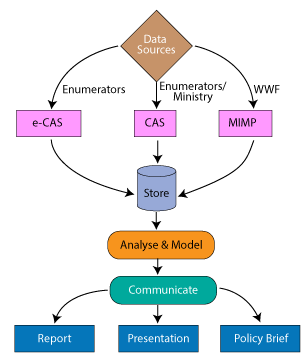 Data
Sources
Enumerators
Enumerators/
Ministry
WWF
e-CAS
CAS
MIMP
Store
Analyse & Model
Communicate
Report
Presentation
Policy Brief